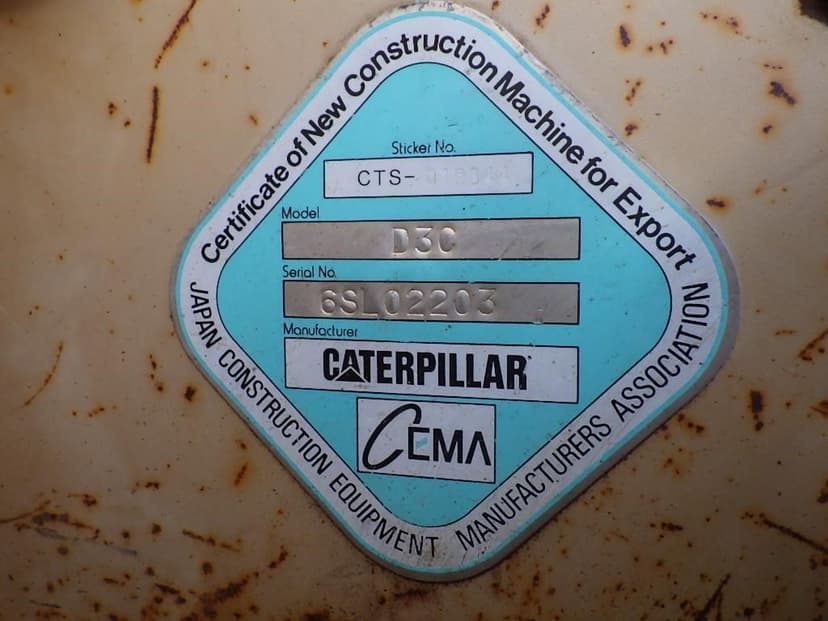 Certificate of New Construction Machine for Export
Sticker No.
CTS-
Model
D3C
Serial No.
6SL02203
Manufacturer
CATERPILLAR
CEMA
JAPAN CONSTRUCTION EQUIPMENT MANUFACTURERS ASSOCIATION